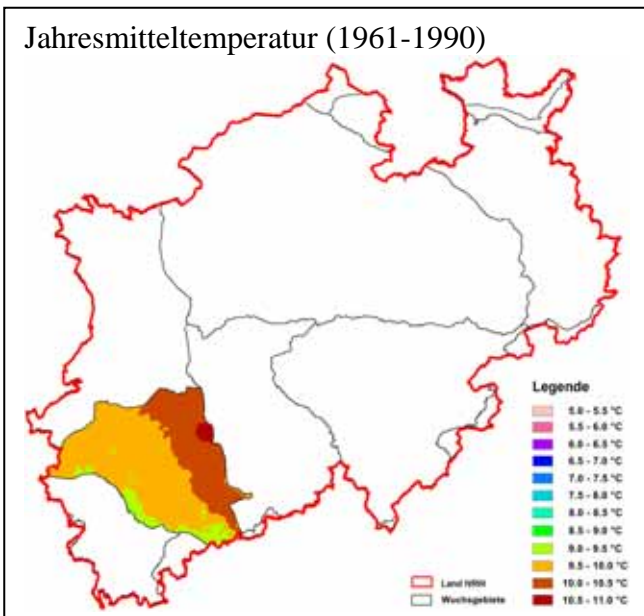 Jahresmitteltemperatur (1961-1990)
Legende
5.0 - 5.5 °C
5.5 - 6.0 °C
6.0 - 6.5 °C
6.5 - 7.0 °C
7.0 - 7.5 °C
7.5 - 8.0 °C
8.0 - 8.5 °C
8.5 - 9.0 °C
9.0 - 9.5 °C
9.5 - 10.0 °C
10.0 - 10.5 °C
10.5 - 11.0 °C
Land NRW
Wuchsgebiete